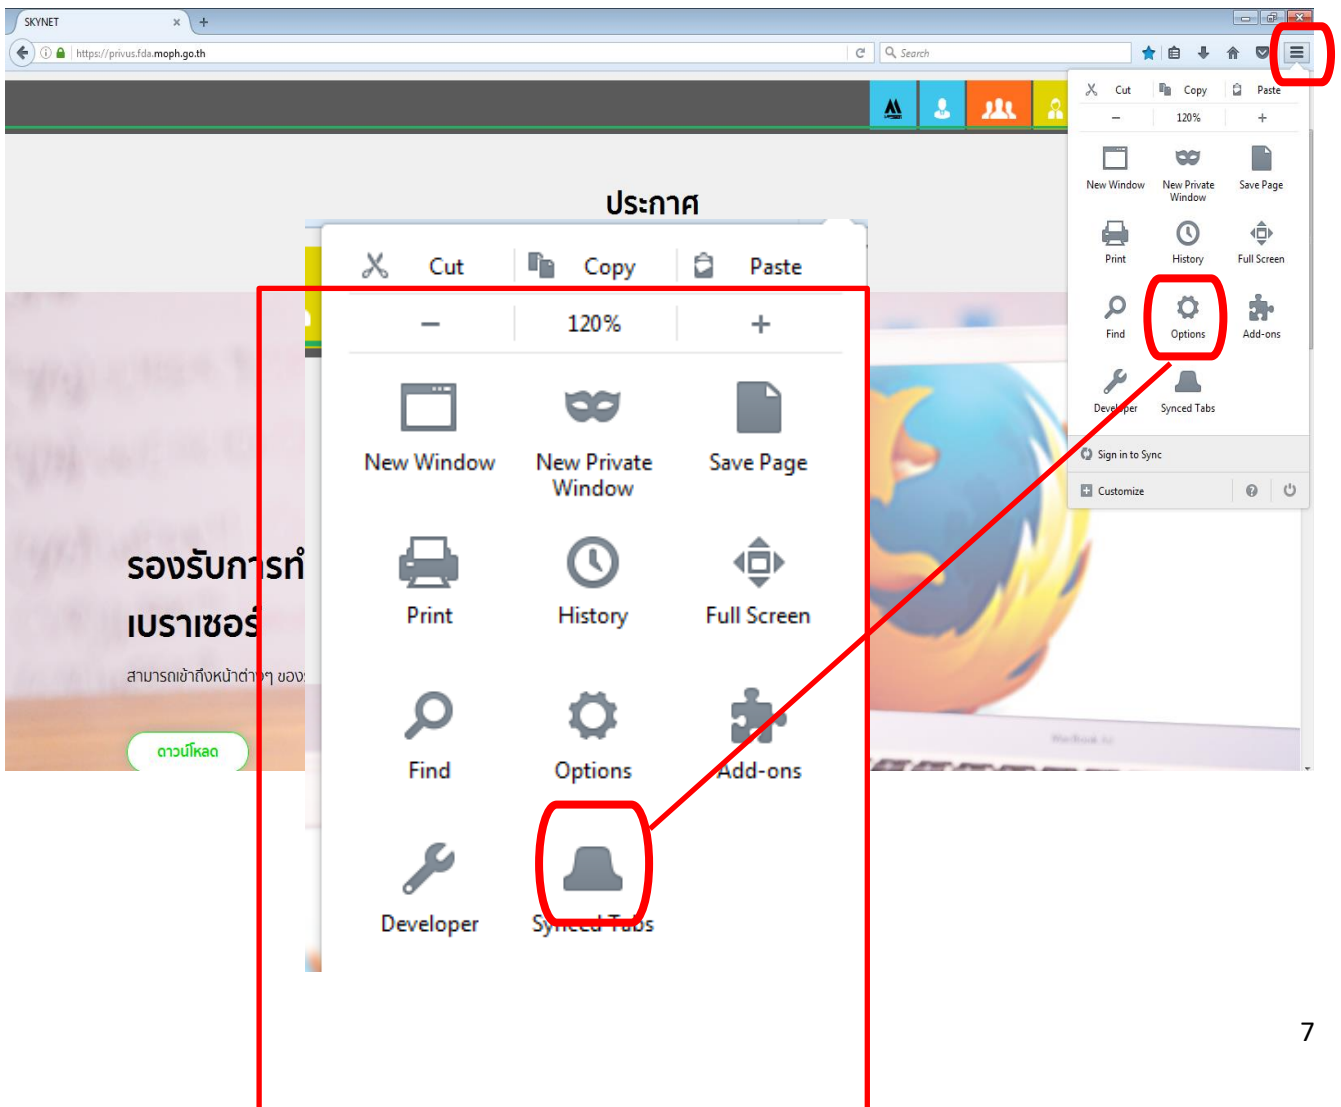 SKYNET
https://privus.fda.moph.go.th
Search
Cut Copy Paste
120%
New Window New Private Window Save Page
Print History Full Screen
Find Options Add-ons
Developer Synced Tabs
Sign in to Sync
Customize
ประกาศ
Cut Copy Paste
120%
New Window New Private Window Save Page
Print History Full Screen
Find Options Add-ons
Developer Synced Tabs
รองรับการทำ
เบราเซอร์
สามารถเข้าถึงหน้าต่างๆ ของ
ดาวน์โหลด
MacBook Air
7